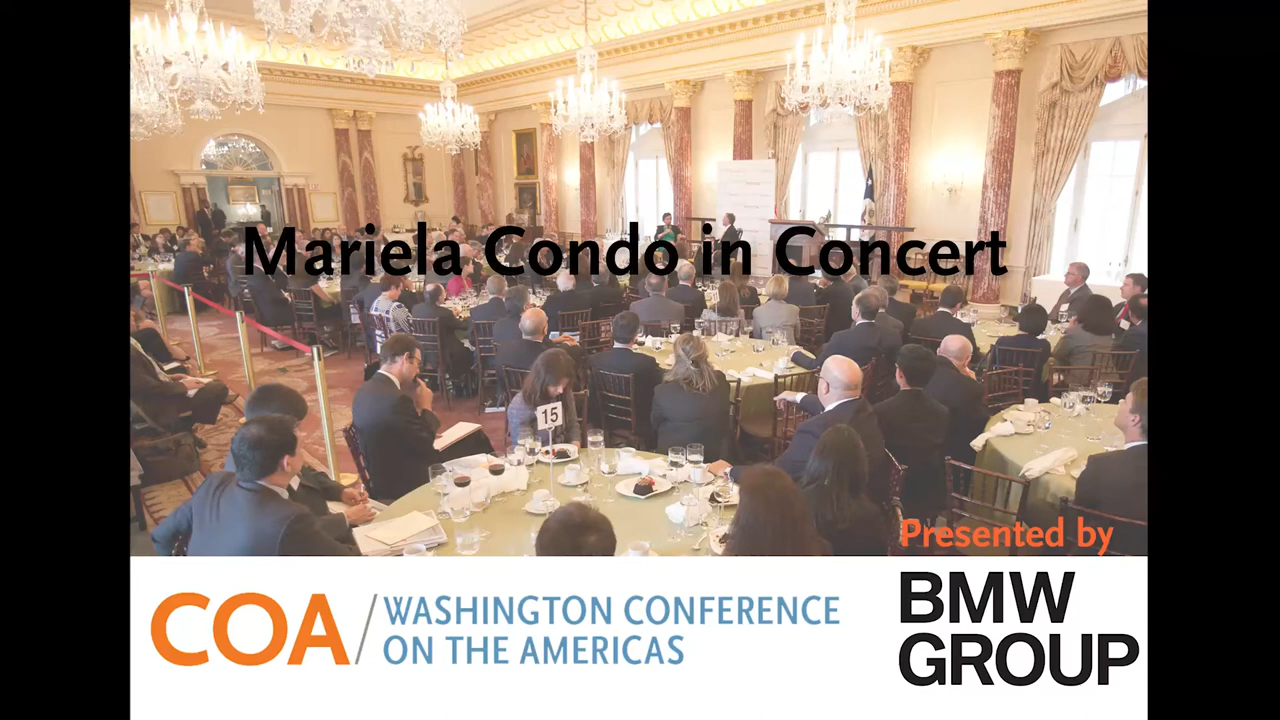 Mariela Condo in Concert
15
Presented by
COA/WASHINGTON CONFERENCE
ON THE AMERICAS
BMW
GROUP